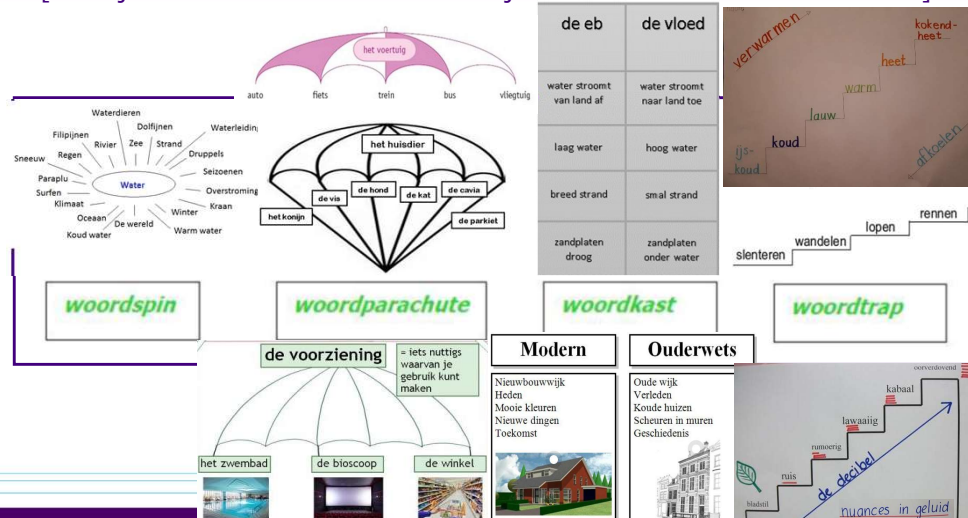 het voertuig
auto
fiets
trein
bus
vliegtuig
Waterdieren
Dolfijnen
Waterleiding
Filipijnen
Rivier
Zee
Strand
Druppels
Sneeuw
Regen
Seizoenen
Paraplu
Water
Overstroming
Surfen
Kraan
Klimaat
Winter
Oceaan
De wereld
Koud water
Warm water
het huisdier
het konijn
de vis
de hond
de kat
de cavia
de parkiet
de eb
de vloed
water stroomt
van land af
water stroomt
naar land toe
laag water
hoog water
breed strand
smal strand
zandplaten
droog
zandplaten
onder water
verwarmen
kokend-
heet
heet
warm
lauw
koud
ijs-
koud
afkoelen
slenteren
wandelen
lopen
rennen
woordspin
woordparachute
woordkast
woordtrap
de voorziening
= iets nuttigs
waarvan je
gebruik kunt
maken
het zwembad
de bioscoop
de winkel
Modern
Nieuwbouwwijk
Heden
Mooie kleuren
Nieuwe dingen
Toekomst
Ouderwets
Oude wijk
Verleden
Koude huizen
Scheuren in muren
Geschiedenis
oorverdovend
kabaal
lawaaiig
rumoerig
ruis
bladstil
de decibel
nuances in geluid